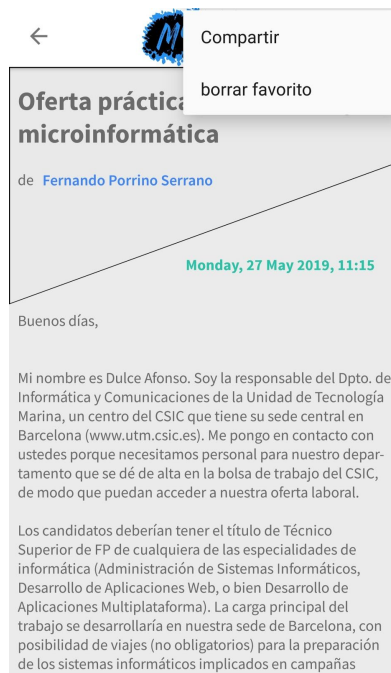 Compartir
borrar favorito
Oferta
microinformática
de Fernando Porrino Serrano
Monday, 27 May 2019, 11:15
Buenos días,
Mi nombre es Dulce Afonso. Soy la responsable del Dpto. de
Informática y Comunicaciones de la Unidad de Tecnología
Marina, un centro del CSIC que tiene su sede central en
Barcelona (www.utm.csic.es). Me pongo en contacto con
ustedes porque necesitamos personal para nuestro depar-
tamento que se dé de alta en la bolsa de trabajo del CSIC,
de modo que puedan acceder a nuestra oferta laboral.
Los candidatos deberían tener el título de Técnico
Superior de FP de cualquiera de las especialidades de
informática (Administración de Sistemas Informáticos,
Desarrollo de Aplicaciones Web, o bien Desarrollo de
Aplicaciones Multiplataforma). La carga principal del
trabajo se desarrollaría en nuestra sede de Barcelona, con
posibilidad de viajes (no obligatorios) para la preparación
de los sistemas informáticos implicados en campañas